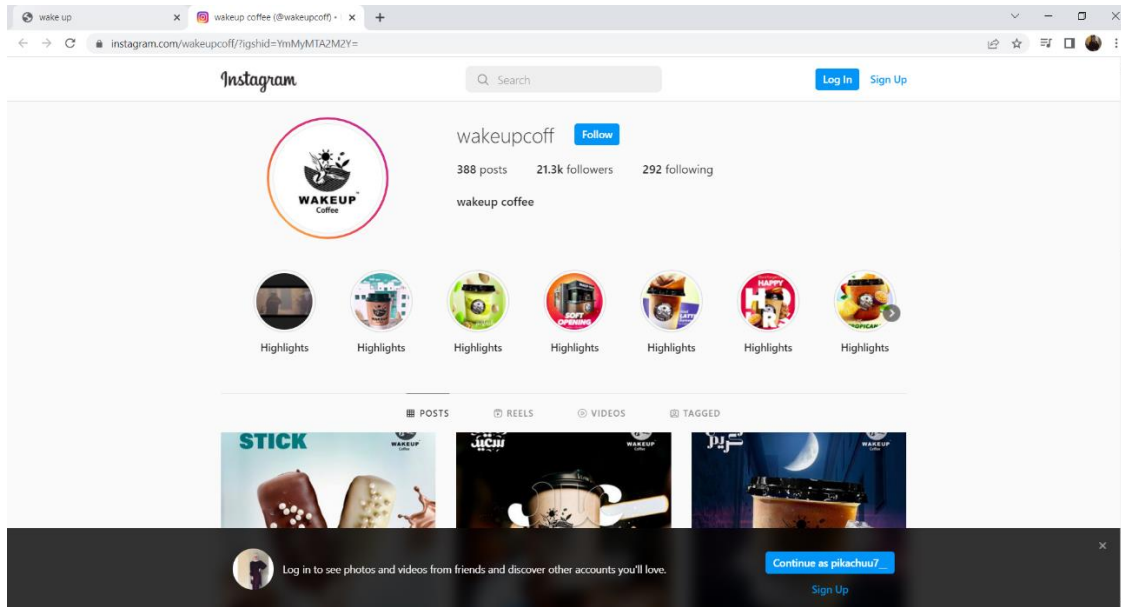 wake up
wakeup coffee (@wakeupcoff) •
instagram.com/wakeupcoff/?igshid=YmMyMTA2M2Y=
Instagram
Search
Log In
Sign Up
WAKEUP
Coffee
wakeupcoff
Follow
388 posts
21.3k followers
292 following
wakeup coffee
SOFT
OPENING
HAPPY
Highlights
Highlights
Highlights
Highlights
Highlights
Highlights
Highlights
POSTS
REELS
VIDEOS
TAGGED
STICK
WAKEUP
Coffee
WAKEUP
Coffee
WAKEUP
Coffee
Log in to see photos and videos from friends and discover other accounts you'll love.
Continue as pikachuu7__
Sign Up